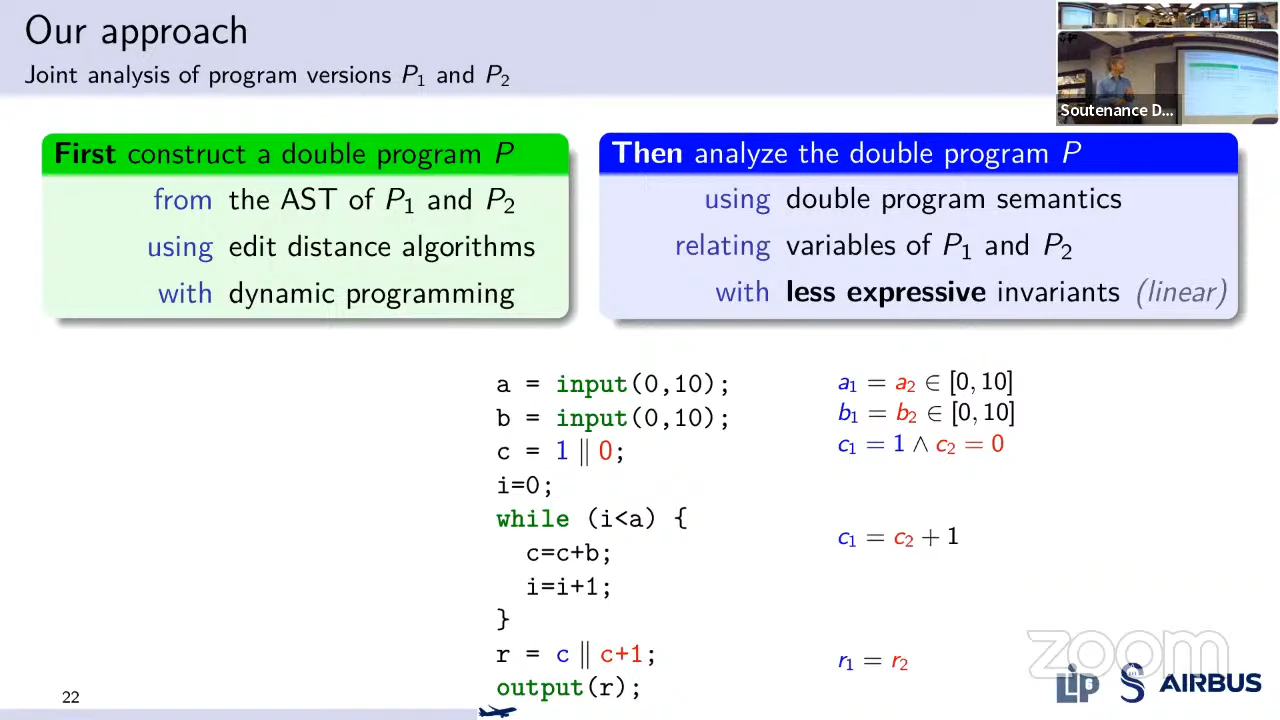 Our approach
Joint analysis of program versions P₁ and P₂
Soutenance D...
First construct a double program P
from the AST of P₁ and P₂
using edit distance algorithms
with dynamic programming
Then analyze the double program P
using double program semantics
relating variables of P₁ and P₂
with less expressive invariants (linear)
a = input(0,10);
b = input(0,10);
c = 1 ∥ 0;
i=0;
while (i<a) {
c=c+b;
i=i+1;
}
r = c ∥ c+1;
output(r);
a₁ = a₂ ∈ [0, 10]
b₁ = b₂ ∈ [0, 10]
c₁ = 1 ∧ c₂ = 0
c₁ = c₂ + 1
r₁ = r₂
zoom
LIP6 S AIRBUS
22